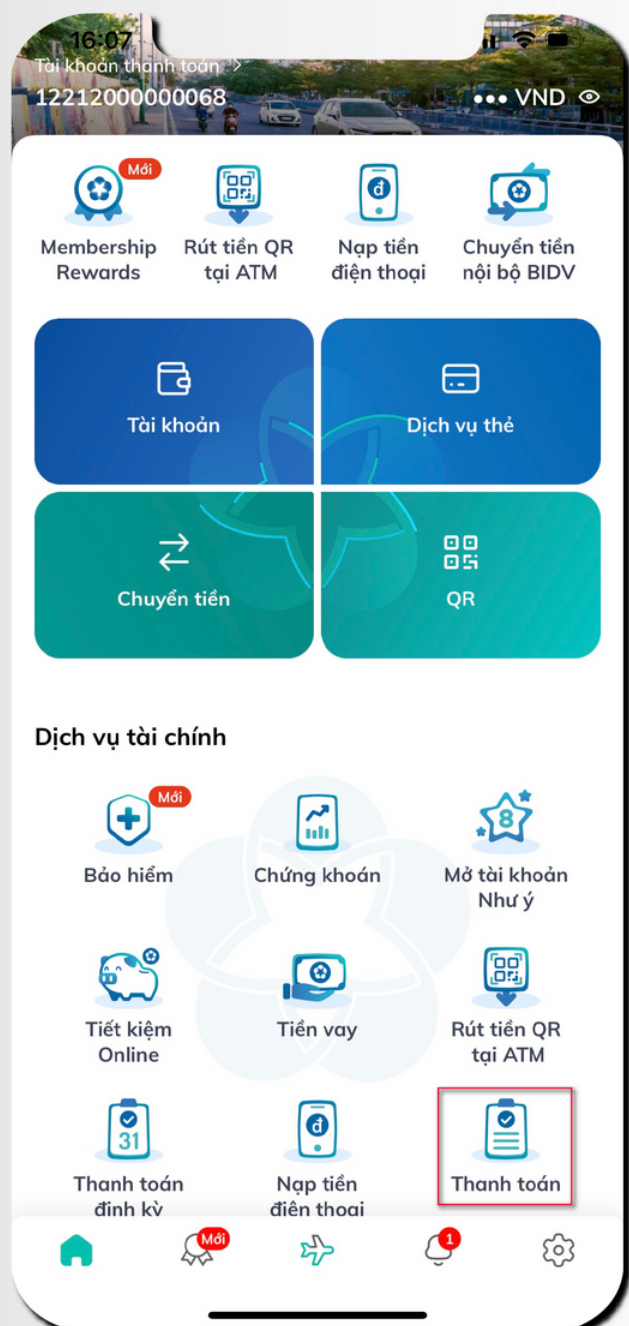 16:07
Tài khoản thanh toán >
12212000000068
••• VND
Mới
Membership Rewards
Rút tiền QR tại ATM
Nạp tiền điện thoại
Chuyển tiền nội bộ BIDV
Tài khoản
Dịch vụ thẻ
Chuyển tiền
QR
Dịch vụ tài chính
Mới
Bảo hiểm
Chứng khoán
8
Mở tài khoản Như ý
Tiết kiệm Online
Tiền vay
Rút tiền QR tại ATM
31
Thanh toán định kỳ
đ
Nạp tiền điện thoại
Thanh toán
Mới
1